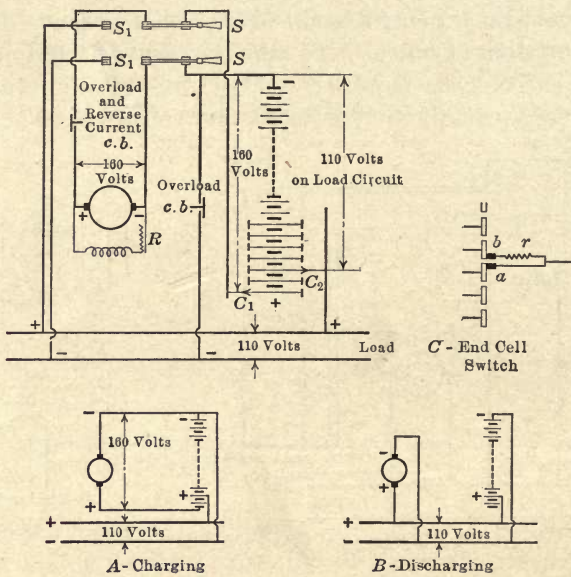 S₁ S
S₁ S
Overload
and
Reverse
Current
c.b.
160
Volts
+ -
R
Overload
c.b.
-
160
Volts
110 Volts
on Load Circuit
C₁ C₂
+
+ +
- -
110 Volts Load
b r
a
C - End Cell
Switch
- -
160 Volts
+ +
+
-
110 Volts
A - Charging
-
-
+
+
+
-
110 Volts
B - Discharging